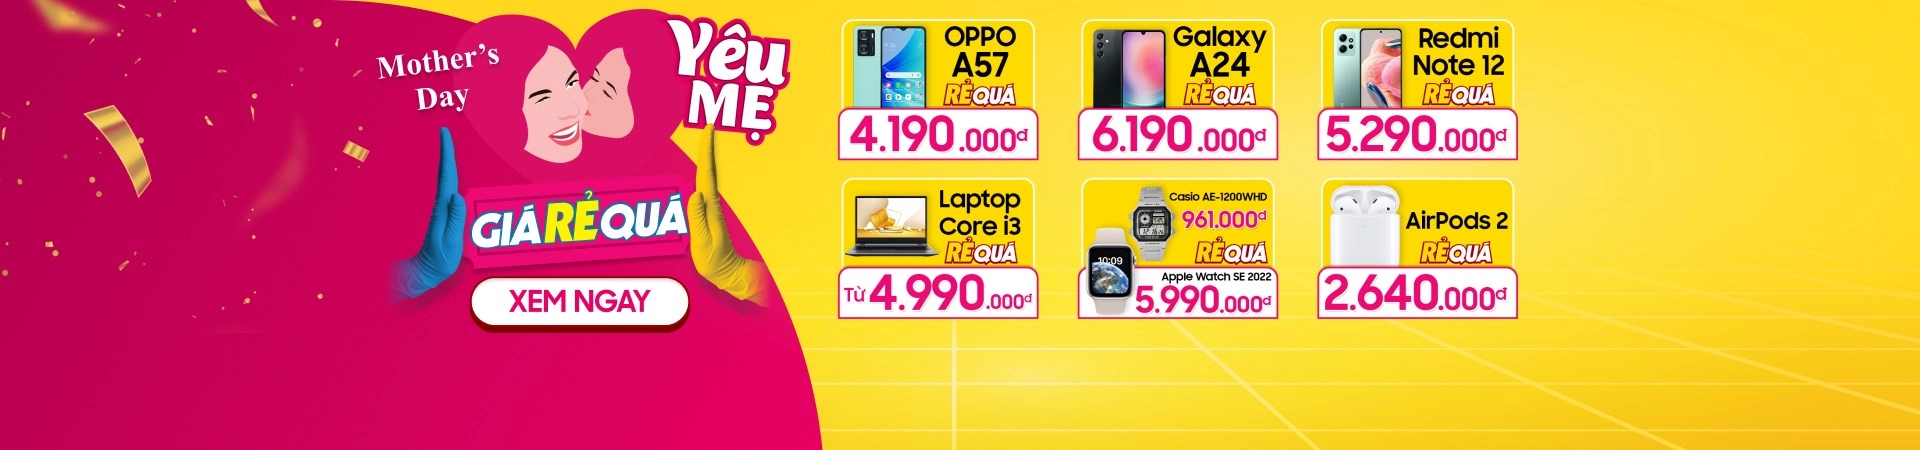 Mother's
Day
Yêu
MẸ
GIÁ RẺ QUÁ
XEM NGAY
OPPO
A57
RẺ QUÁ
4.190.000đ
Galaxy
A24
RẺ QUÁ
6.190.000đ
Redmi
Note 12
RẺ QUÁ
5.290.000đ
Laptop
Core i3
RẺ QUÁ
Từ 4.990.000đ
Casio AE-1200WHD
961.000đ
RẺ QUÁ
10:09
Apple Watch SE 2022
5.990.000đ
AirPods 2
RẺ QUÁ
2.640.000đ